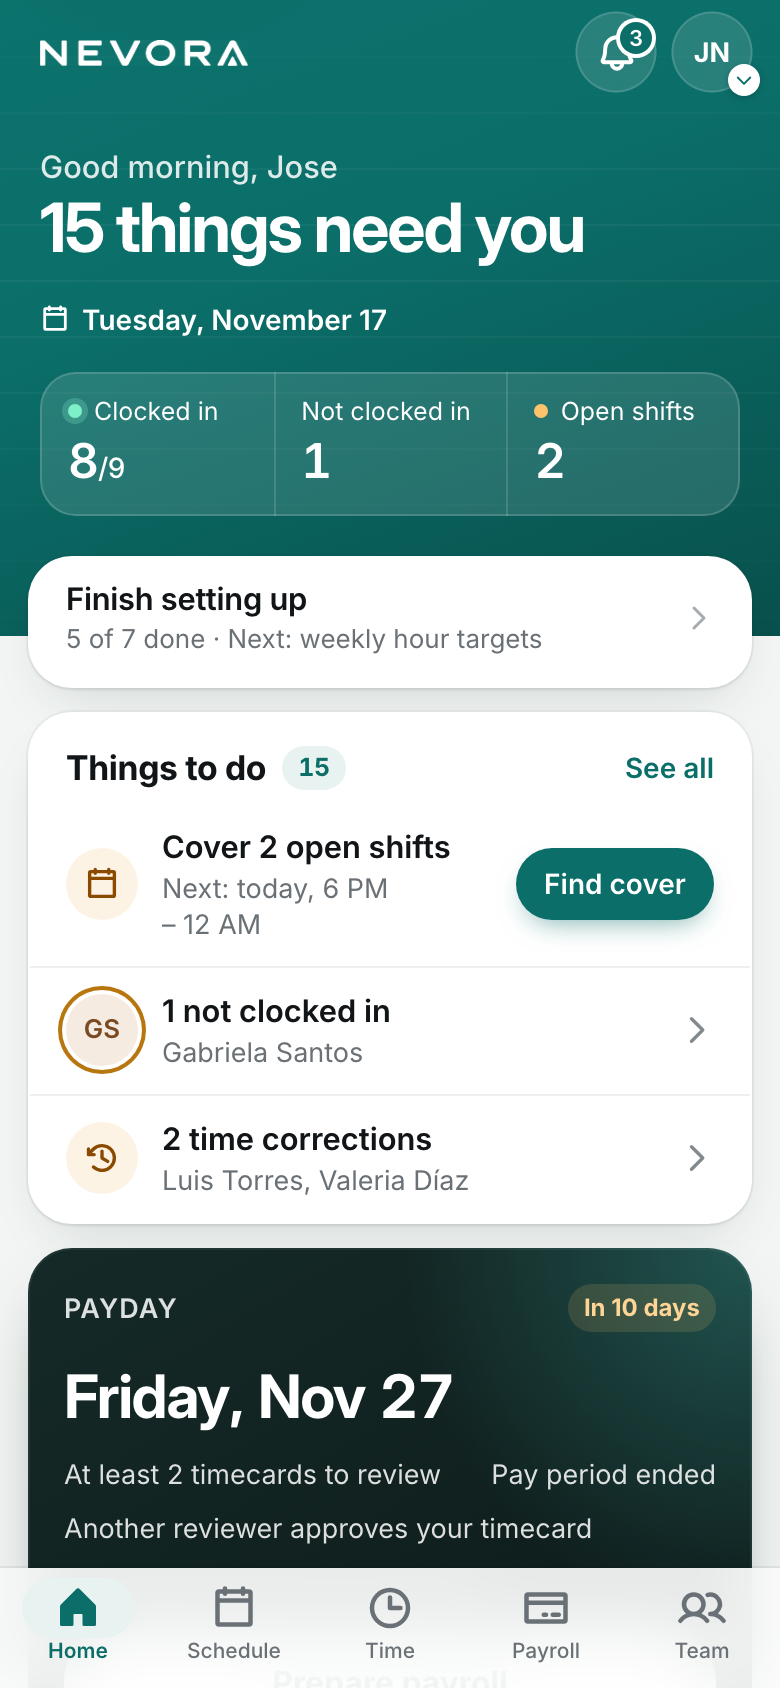 NEVORA
3
JN
Good morning, Jose
15 things need you
Tuesday, November 17
Clocked in
8/9
Not clocked in
1
Open shifts
2
Finish setting up
5 of 7 done · Next: weekly hour targets
Things to do 15
See all
Cover 2 open shifts
Next: today, 6 PM
– 12 AM
Find cover
GS
1 not clocked in
Gabriela Santos
2 time corrections
Luis Torres, Valeria Díaz
PAYDAY
In 10 days
Friday, Nov 27
At least 2 timecards to review
Pay period ended
Another reviewer approves your timecard
Prepare payroll
Home
Schedule
Time
Payroll
Team